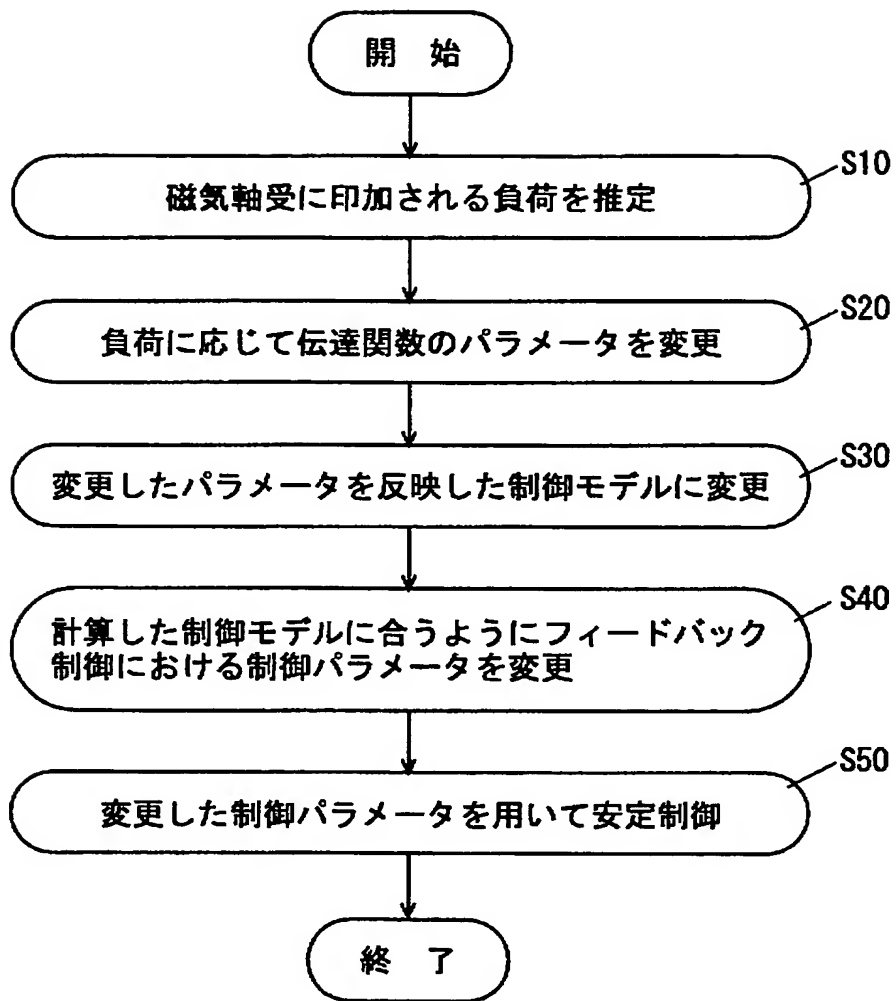 開 始
S10
磁気軸受に印加される負荷を推定
S20
負荷に応じて伝達関数のパラメータを変更
S30
変更したパラメータを反映した制御モデルに変更
S40
計算した制御モデルに合うようにフィードバック
制御における制御パラメータを変更
S50
変更した制御パラメータを用いて安定制御
終 了